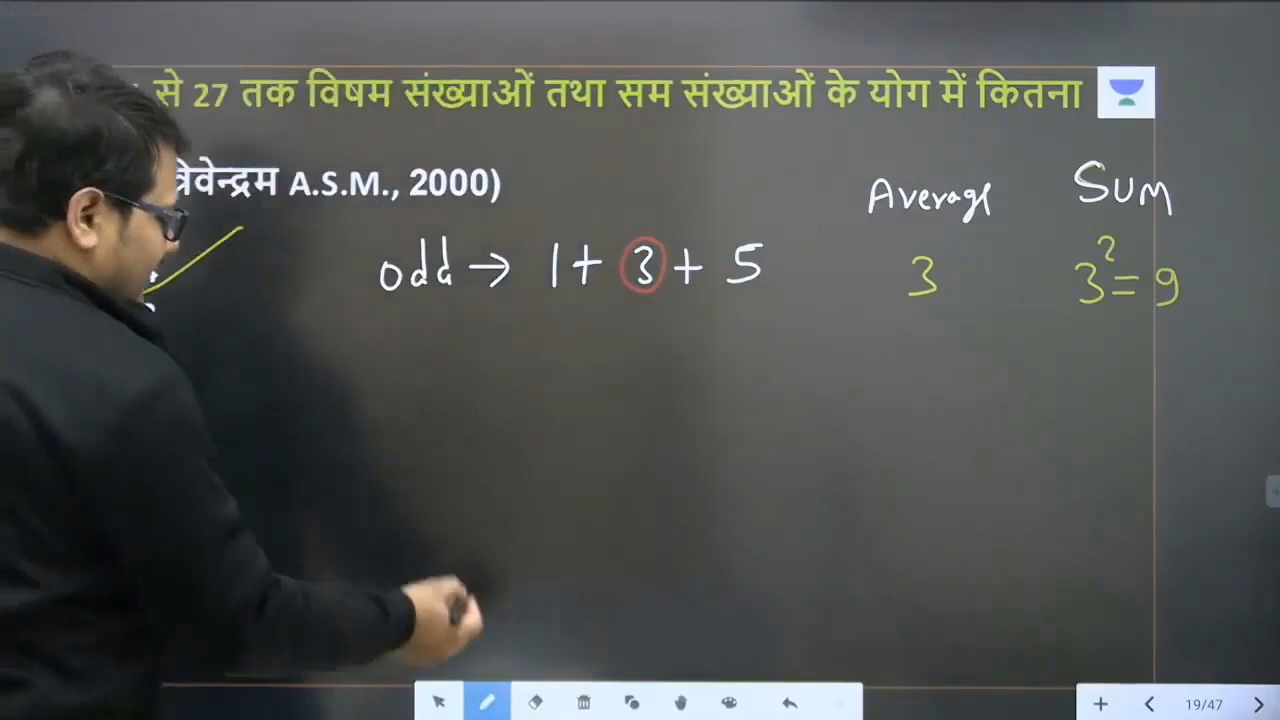 से 27 तक विषम संख्याओं तथा सम संख्याओं के योग में कितना
त्रिवेन्द्रम A.S.M., 2000)
Average Sum
odd → 1 + 3 + 5 3 3² = 9
19/47